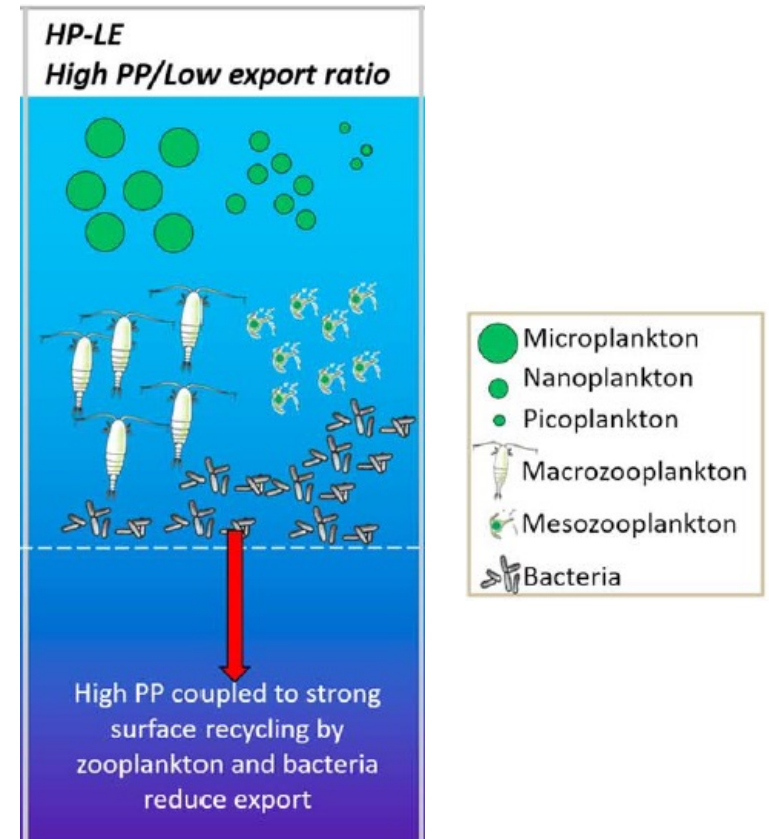 HP-LE
High PP/Low export ratio
Microplankton
Nanoplankton
Picoplankton
Macrozooplankton
Mesozooplankton
Bacteria
High PP coupled to strong
surface recycling by
zooplankton and bacteria
reduce export